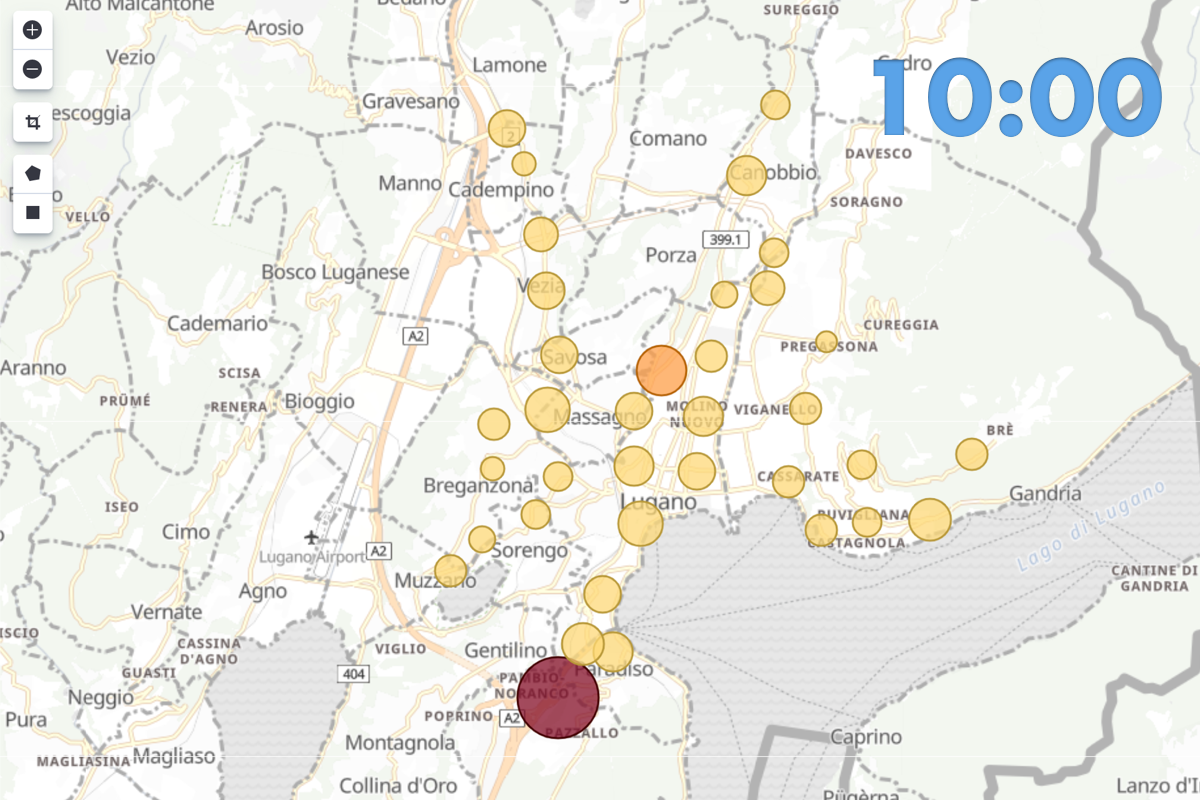 Alto Malcantone
Bedano
SUREGGIO
Arosio
Vezio
Lamone
10:00
Gravesano
escoggia
2
Comano
DAVESCO
Canobbio
Manno
Cadempino
SORAGNO
VELLO
399.1
Porza
Bosco Luganese
Vezia
Cademario
CUREGGIA
A2
PREGASSONA
Savosa
Aranno
SCISA
PRÜMÉ
RENERA
Bioggio
Massagno
MOLINO
NUOVO
VIGANELLO
BRÈ
CASSARATE
Breganzona
Gandria
Lugano
ISEO
RUVIGLIANA
Lago di Lugano
Cimo
CASTAGNOLA
Lugano Airport
A2
Sorengo
CANTINE DI
GANDRIA
Muzzano
Agno
Vernate
ISCIO
CASSINA
D'AGNO
VIGLIO
Gentilino
Paradiso
GUASTI
404
PAMBIO-
NORANCO
Neggio
Pura
POPRINO
A2
PAZZALLO
Montagnola
Caprino
MAGLIASINA
Magliaso
Collina d'Oro
Lanzo d'I
Pügèrna